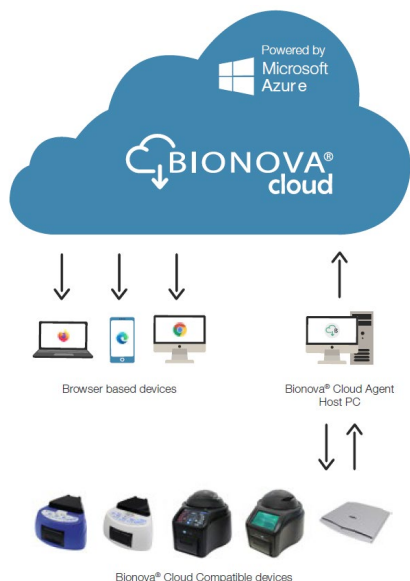 Powered by
Microsoft
Azure
BIONOVA®
cloud
Browser based devices
Bionova® Cloud Agent
Host PC
Bionova® Cloud Compatible devices